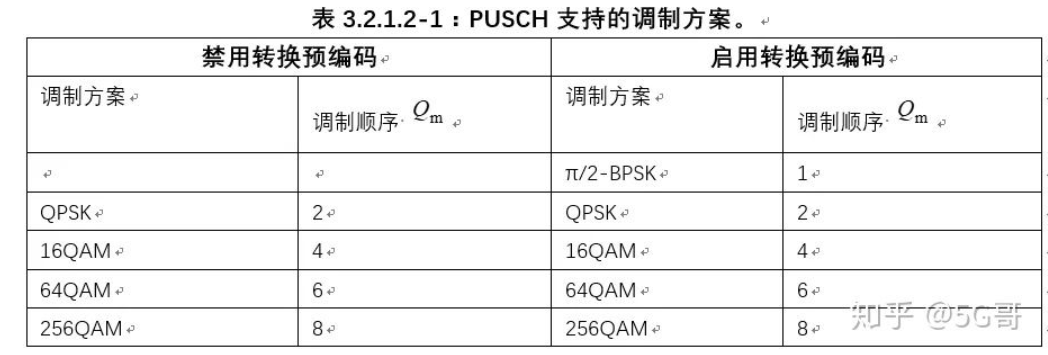 表 3.2.1.2-1：PUSCH 支持的调制方案。
禁用转换预编码 启用转换预编码
调制方案 调制顺序 Qm 调制方案 调制顺序 Qm
π/2-BPSK 1
QPSK 2 QPSK 2
16QAM 4 16QAM 4
64QAM 6 64QAM 6
256QAM 8 256QAM 8
知乎 @5G哥